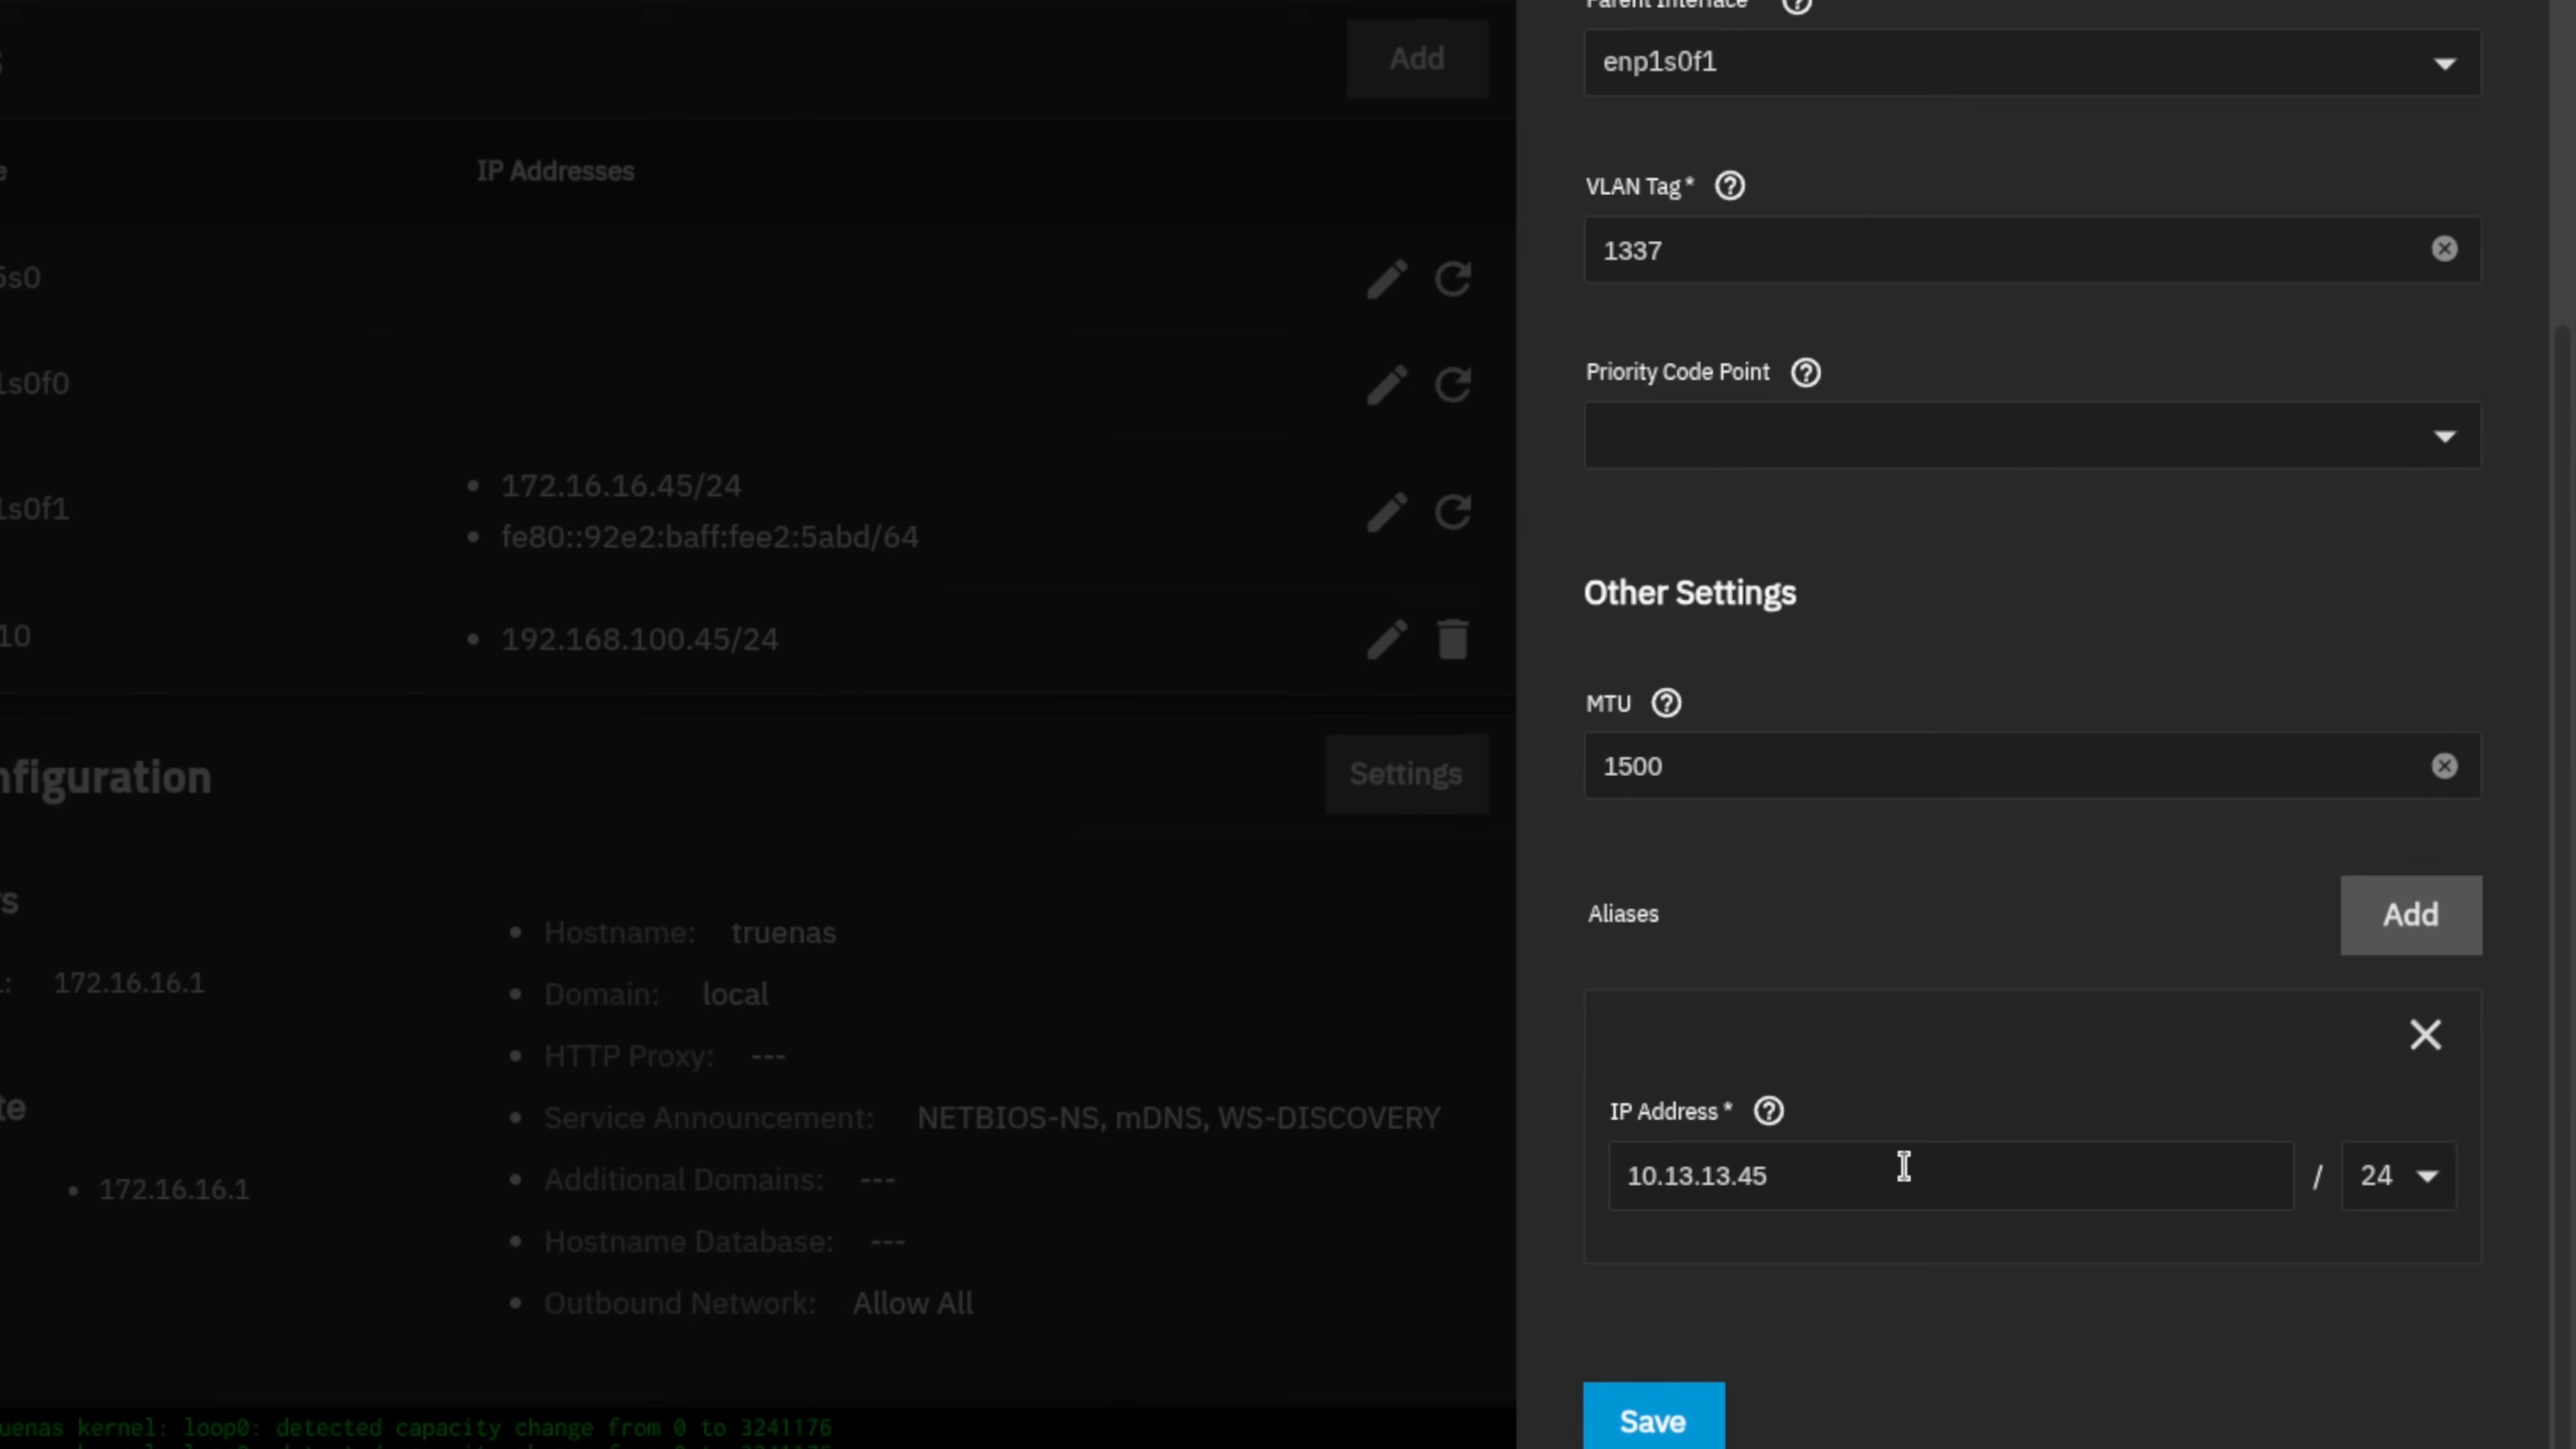 Add
IP Addresses
5s0
1s0f0
1s0f1
172.16.16.45/24
fe80::92e2:baff:fee2:5abd/64
10
192.168.100.45/24
nfiguration
Settings
rs
172.16.16.1
te
172.16.16.1
Hostname: truenas
Domain: local
HTTP Proxy: ---
Service Announcement: NETBIOS-NS, mDNS, WS-DISCOVERY
Additional Domains: ---
Hostname Database: ---
Outbound Network: Allow All
uenas kernel: loop0: detected capacity change from 0 to 3241176
Parent Interface
enp1s0f1
VLAN Tag *
1337
Priority Code Point
Other Settings
MTU
1500
Aliases
Add
IP Address *
10.13.13.45 / 24
Save